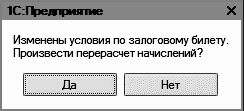 1С:Предприятие
Изменены условия по залоговому билету.
Произвести перерасчет начислений?
Да
Нет